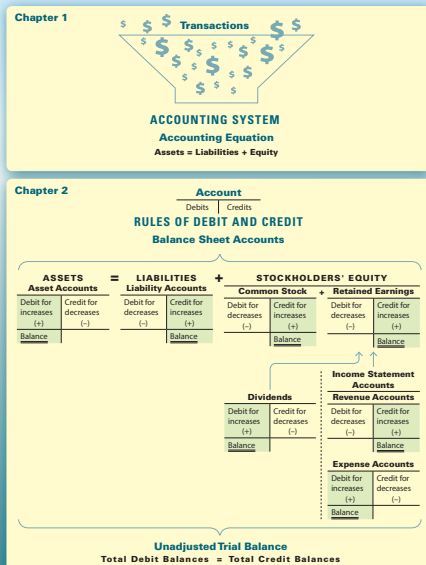 Chapter 1
Transactions
$ $ $ $ $ $ $ $ $ $ $ $ $ $ $ $ $ $ $ $ $ $
ACCOUNTING SYSTEM
Accounting Equation
Assets = Liabilities + Equity
Chapter 2
Account
Debits Credits
RULES OF DEBIT AND CREDIT
Balance Sheet Accounts
ASSETS = LIABILITIES + STOCKHOLDERS' EQUITY
Asset Accounts Liability Accounts Common Stock + Retained Earnings
Debit for Credit for Debit for Credit for Debit for Credit for Debit for Credit for
increases decreases decreases increases decreases increases decreases increases
(+) (–) (–) (+) (–) (+) (–) (+)
Balance Balance Balance Balance
Income Statement
Accounts
Dividends Revenue Accounts
Debit for Credit for Debit for Credit for
increases decreases decreases increases
(+) (–) (–) (+)
Balance Balance
Expense Accounts
Debit for Credit for
increases decreases
(+) (–)
Balance
Unadjusted Trial Balance
Total Debit Balances = Total Credit Balances